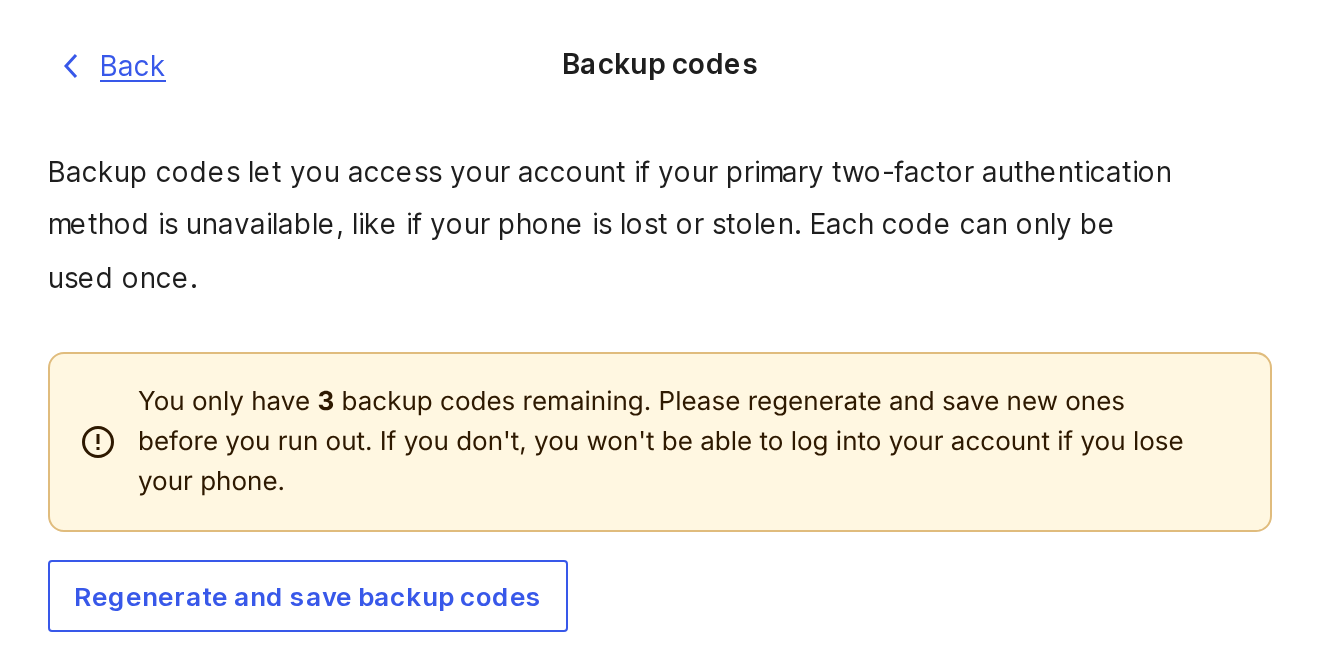 Back
Backup codes
Backup codes let you access your account if your primary two-factor authentication
method is unavailable, like if your phone is lost or stolen. Each code can only be
used once.
You only have 3 backup codes remaining. Please regenerate and save new ones
before you run out. If you don't, you won't be able to log into your account if you lose
your phone.
Regenerate and save backup codes